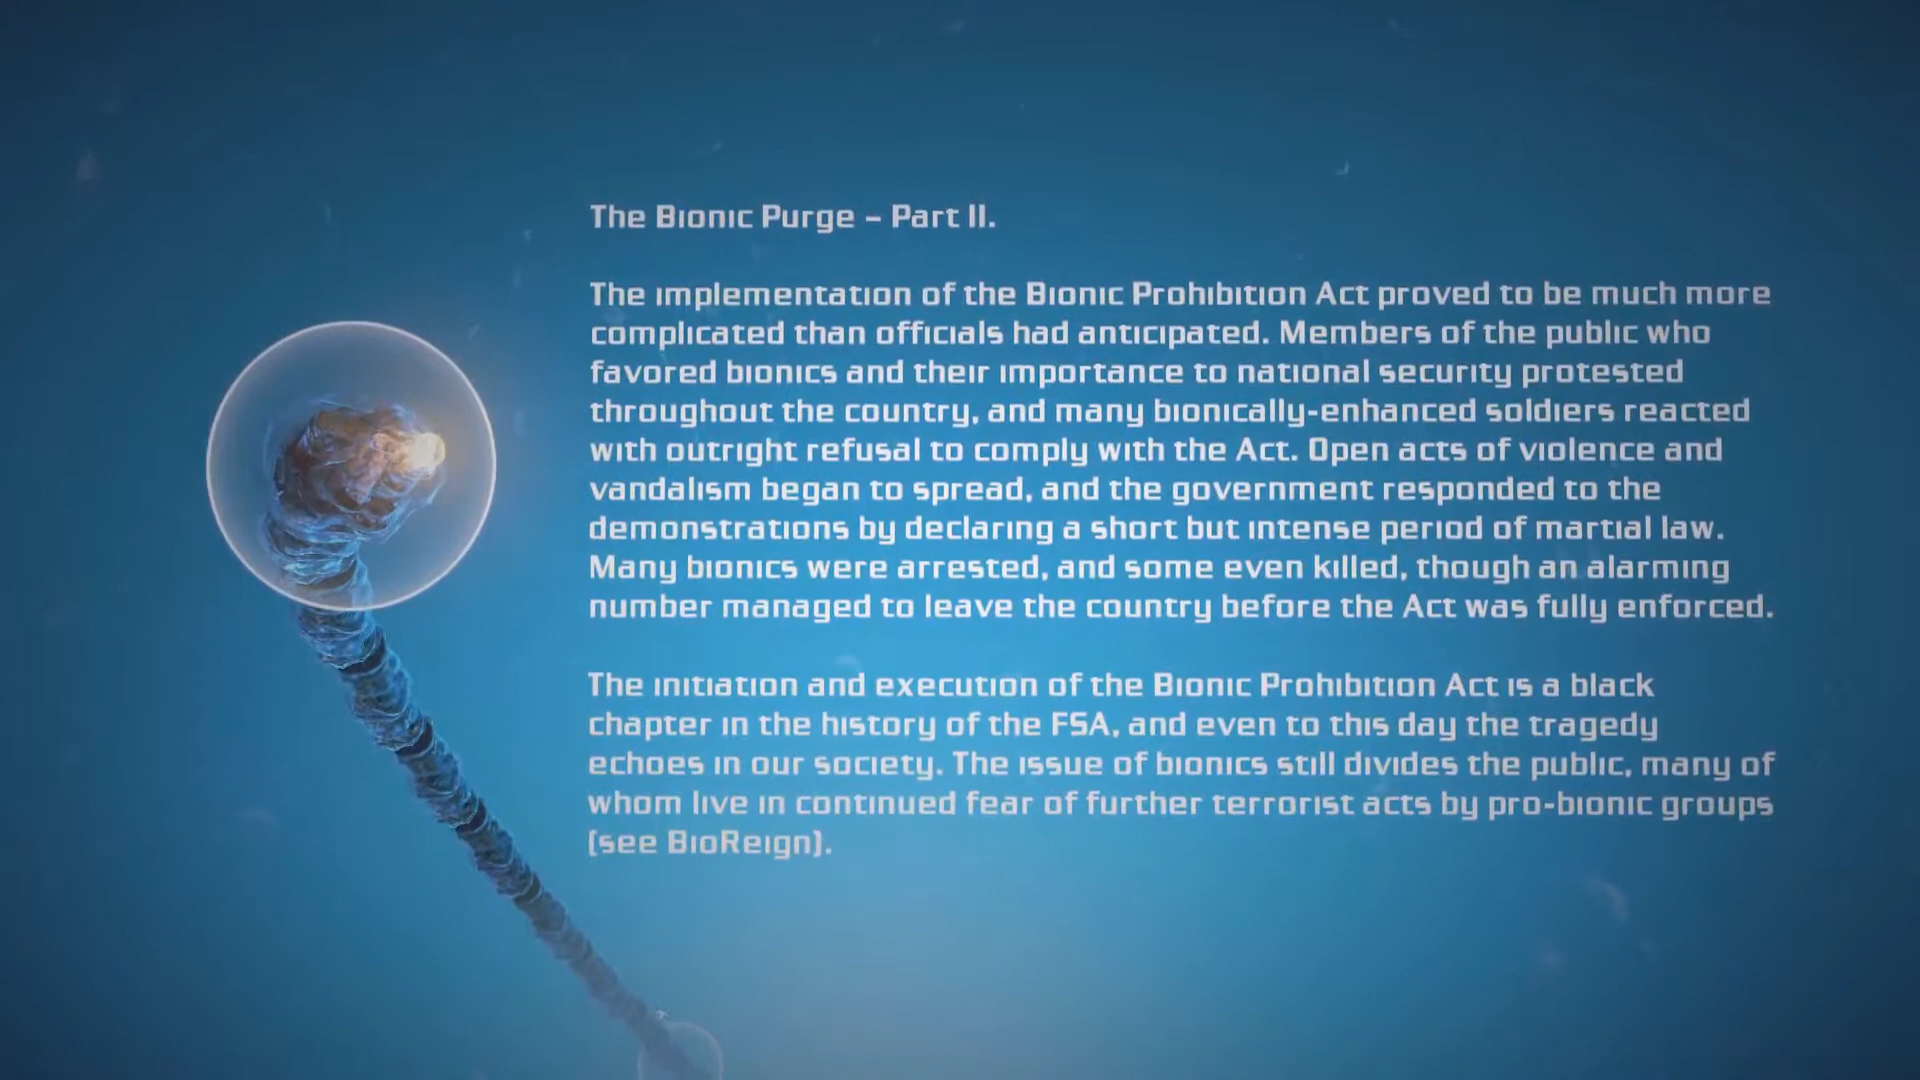 The Bionic Purge – Part II.
The implementation of the Bionic Prohibition Act proved to be much more
complicated than officials had anticipated. Members of the public who
favored bionics and their importance to national security protested
throughout the country, and many bionically-enhanced soldiers reacted
with outright refusal to comply with the Act. Open acts of violence and
vandalism began to spread, and the government responded to the
demonstrations by declaring a short but intense period of martial law.
Many bionics were arrested, and some even killed, though an alarming
number managed to leave the country before the Act was fully enforced.
The initiation and execution of the Bionic Prohibition Act is a black
chapter in the history of the FSA, and even to this day the tragedy
echoes in our society. The issue of bionics still divides the public, many of
whom live in continued fear of further terrorist acts by pro-bionic groups
(see BioReign).